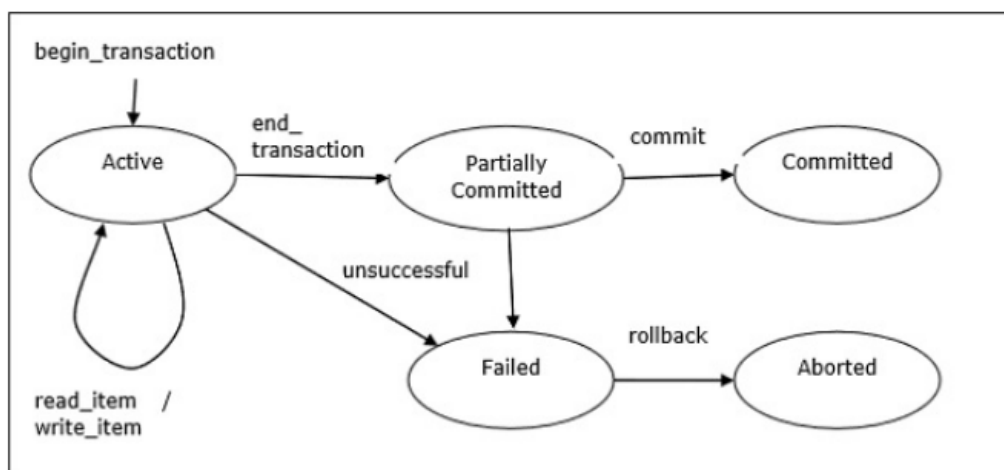 begin_transaction
end_
transaction
commit
Active
Partially
Committed
Committed
unsuccessful
rollback
Failed
Aborted
read_item /
write_item